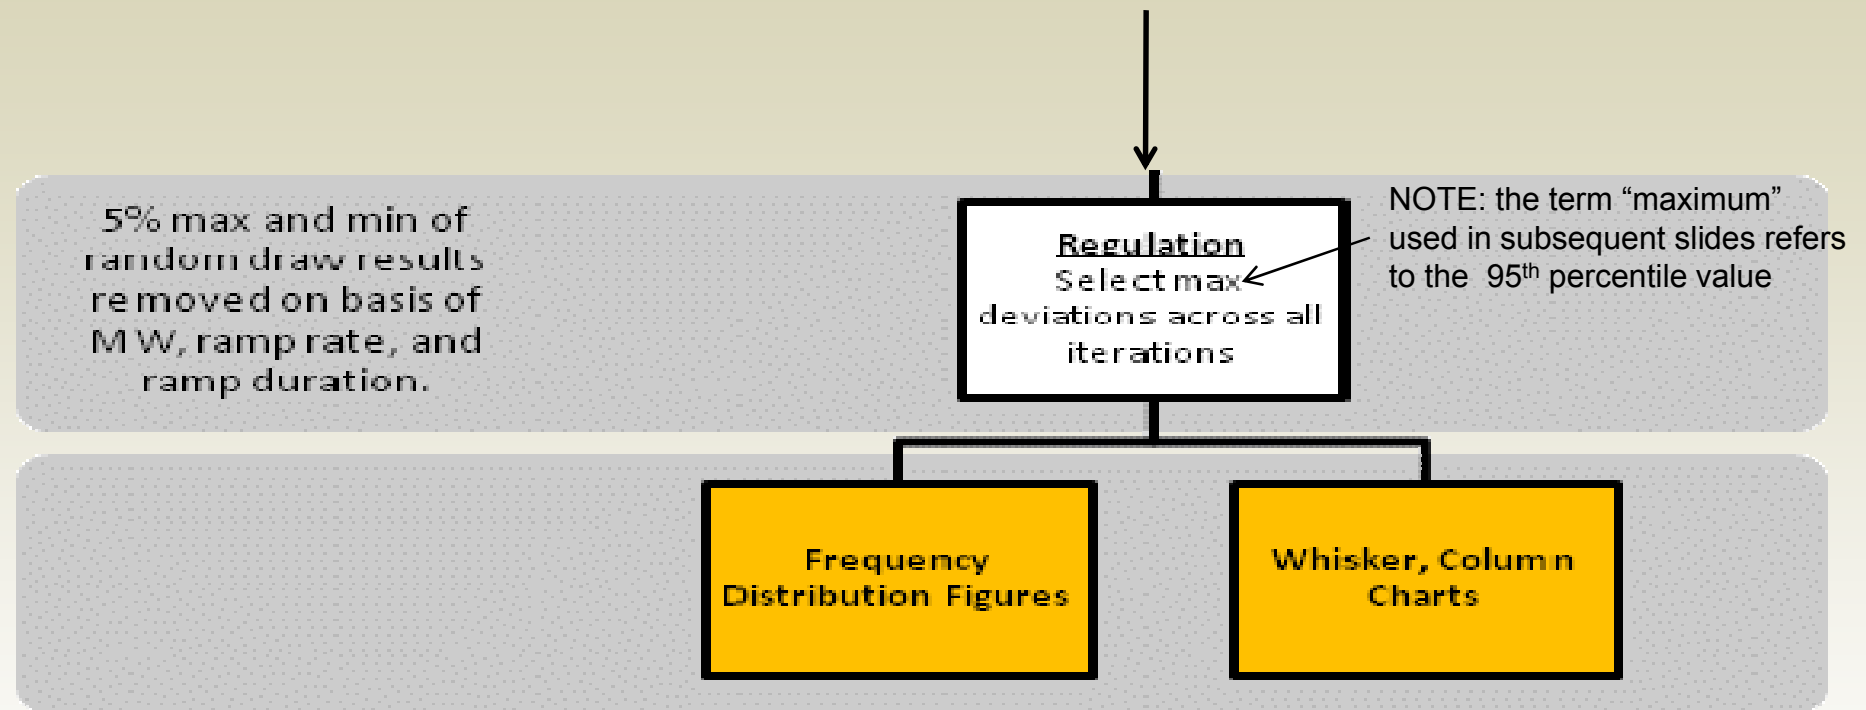 5% max and min of
random draw results
removed on basis of
MW, ramp rate, and
ramp duration.
Regulation
Select max
deviations across all
iterations
NOTE: the term “maximum”
used in subsequent slides refers
to the 95th percentile value
Frequency
Distribution Figures
Whisker, Column
Charts